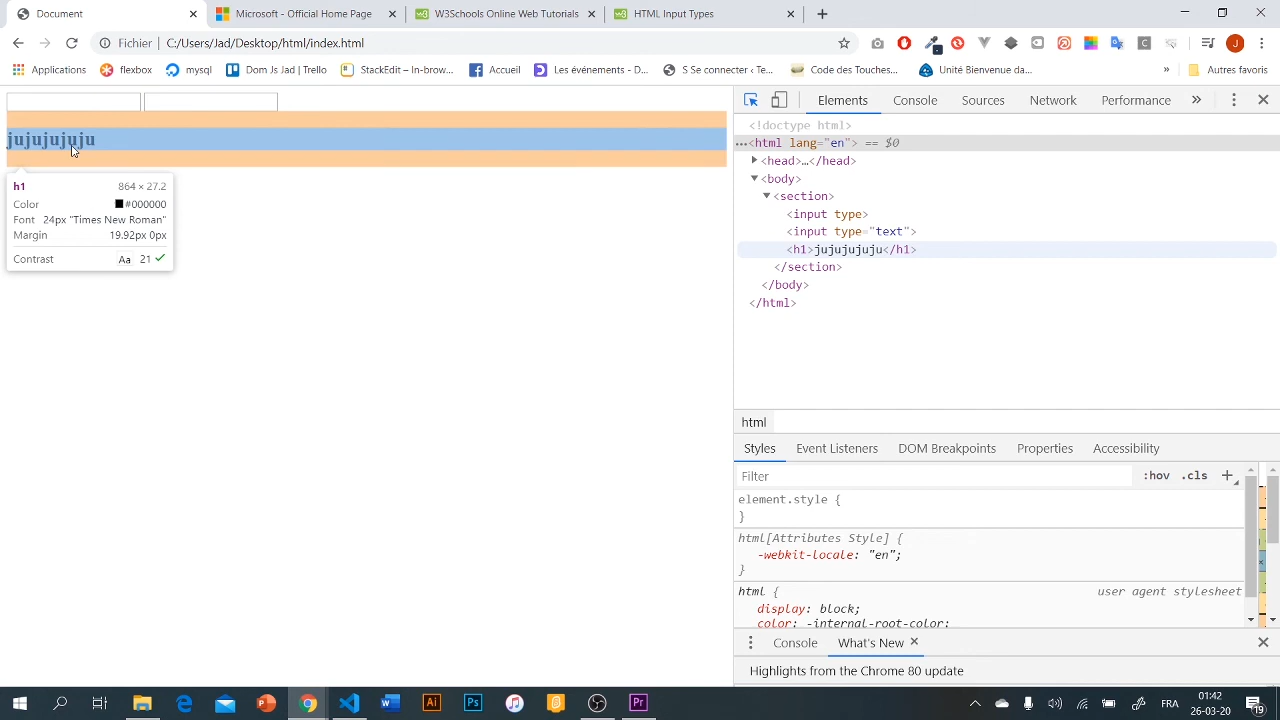 Document
Microsoft - Official Home Page
W3Schools Online Web Tutorials
HTML Input Types
Fichier
C:/Users/Jad/Desktop/html/index.html
J
Applications
flexbox
mysql
Dom Js Jad | Trello
StackEdit – In-brow...
Accueil
Les événements - D...
S Se connecter ‹ Te...
Code des Toutes...
Unité Bienvenue da...
»
Autres favoris
jujujujuju
h1 864 × 27.2
Color #000000
Font 24px "Times New Roman"
Margin 19.92px 0px
Contrast Aa 21
Elements Console Sources Network Performance »
<!doctype html>
…<html lang="en"> == $0
<head>…</head>
<body>
<section>
<input type>
<input type="text">
<h1>jujujujuju</h1>
</section>
</body>
</html>
html
Styles Event Listeners DOM Breakpoints Properties Accessibility
Filter :hov .cls +
element.style {
}
html[Attributes Style] {
-webkit-locale: "en";
}
html { user agent stylesheet
display: block;
color: -internal-root-color;
Console What's New
Highlights from the Chrome 80 update
FR
01:42
26-03-20
19